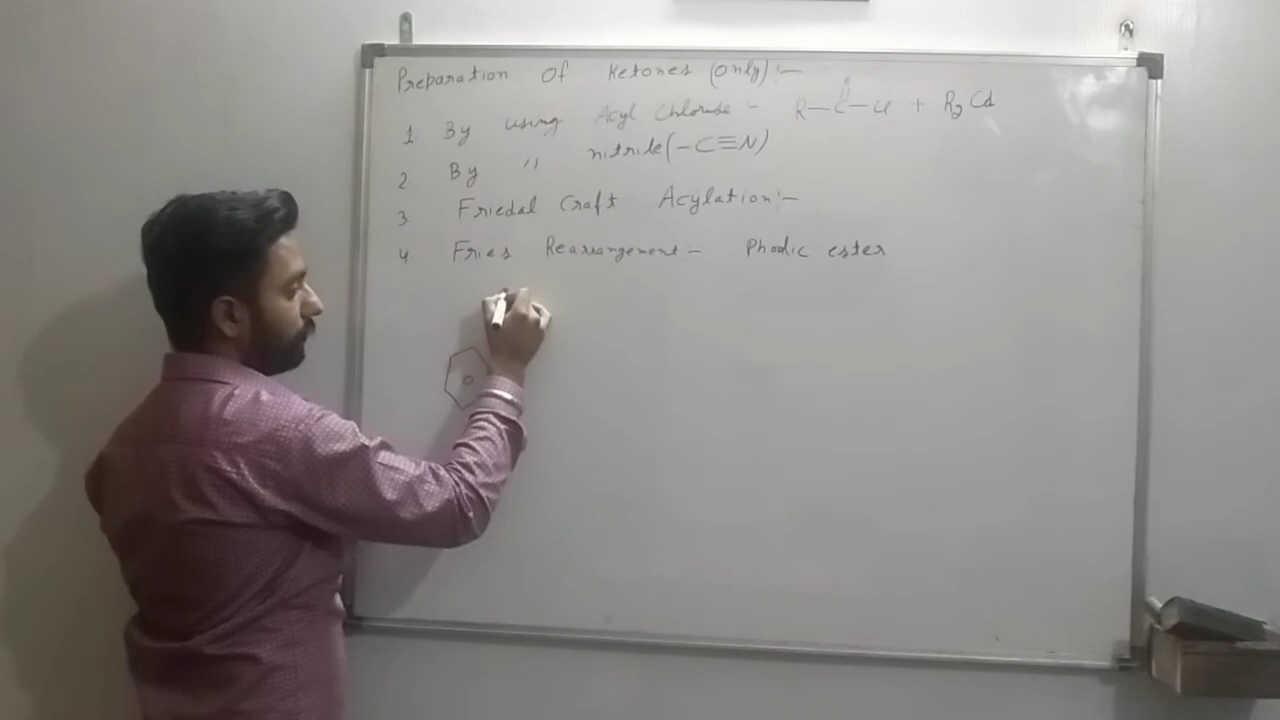 Preparation Of Ketones (only):-
1. By using Acyl Chloride :- R-C-Cl + R2Cd
O
2 By " nitrile (-C≡N)
3 Friedal Craft Acylation:-
4 Fries Rearrangement:- Phenolic ester